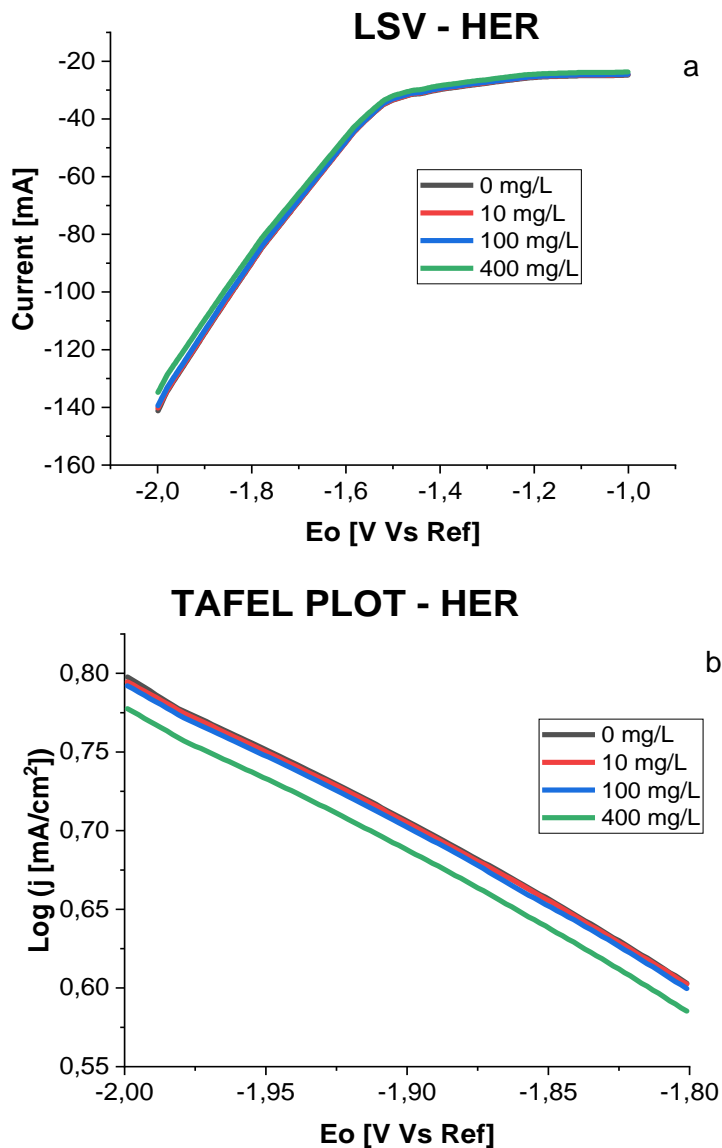 LSV - HER
a
-20
-40
-60
-80
-100
-120
-140
-160
Current [mA]
0 mg/L
10 mg/L
100 mg/L
400 mg/L
-2,0 -1,8 -1,6 -1,4 -1,2 -1,0
Eo [V Vs Ref]
TAFEL PLOT - HER
b
0,80
0,75
0,70
0,65
0,60
0,55
Log (j [mA/cm²])
0 mg/L
10 mg/L
100 mg/L
400 mg/L
-2,00 -1,95 -1,90 -1,85 -1,80
Eo [V Vs Ref]